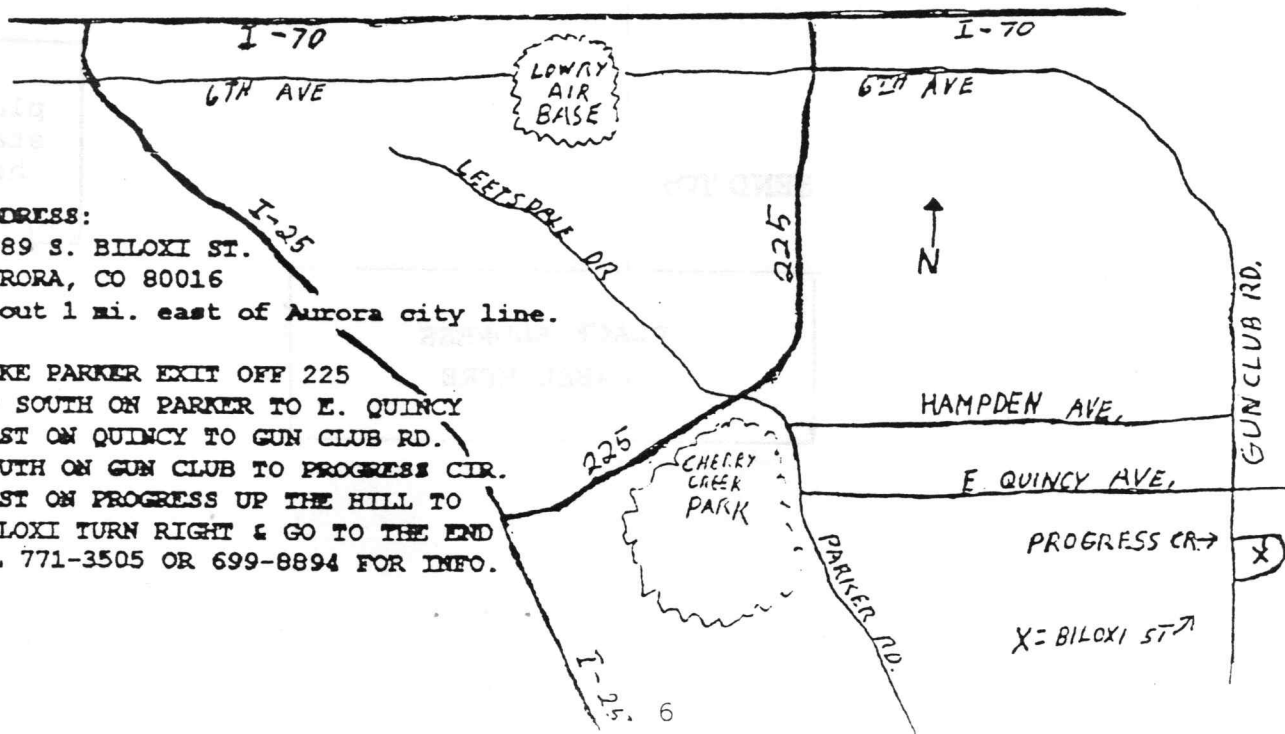 I-70
I-70
6TH AVE
LOWRY
AIR
BASE
6TH AVE
LEETSDALE DR
I-25
225
N
GUN CLUB RD.
DRESS:
89 S. BILOXI ST.
RORA, CO 80016
out 1 mi. east of Aurora city line.
KE PARKER EXIT OFF 225
SOUTH ON PARKER TO E. QUINCY
ST ON QUINCY TO GUN CLUB RD.
UTH ON GUN CLUB TO PROGRESS CIR.
ST ON PROGRESS UP THE HILL TO
LOXI TURN RIGHT & GO TO THE END
771-3505 OR 699-8894 FOR INFO.
225
CHERRY
CREEK
PARK
HAMPDEN AVE,
E QUINCY AVE,
PROGRESS CR→
X
X = BILOXI ST↗
PARKER RD.
I-25.
6